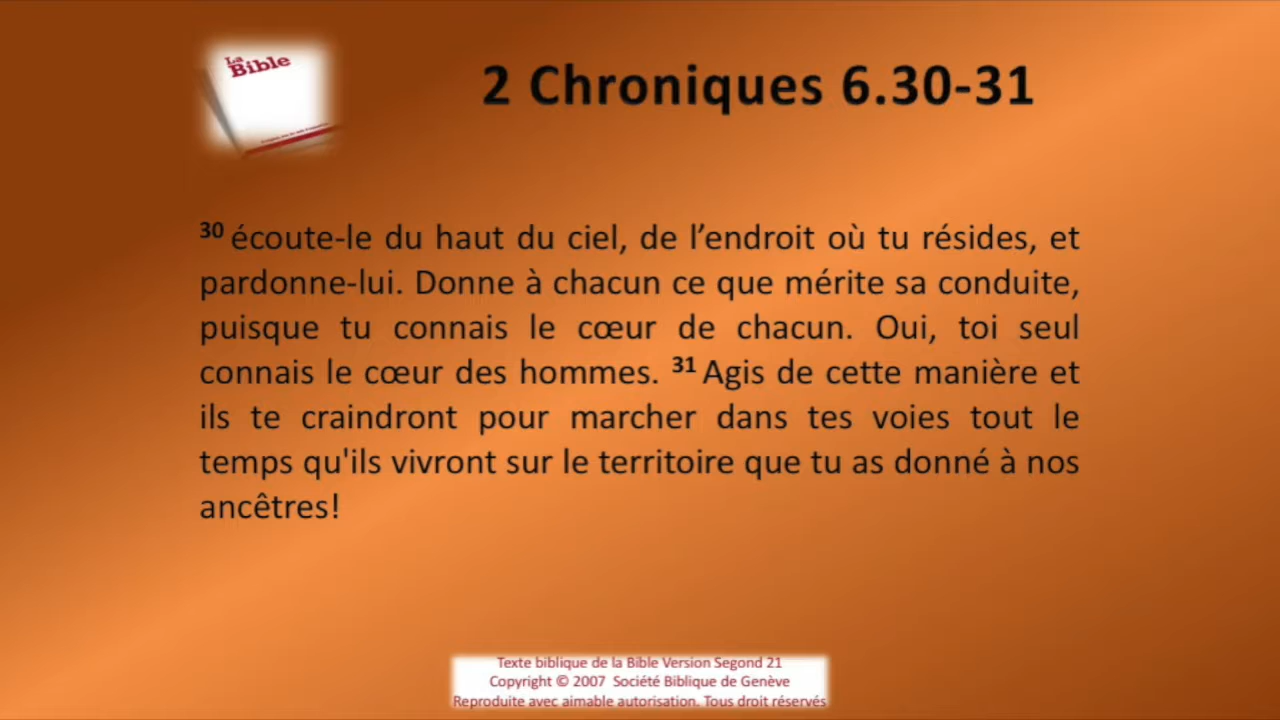 La
Bible
2 Chroniques 6.30-31
30 écoute-le du haut du ciel, de l’endroit où tu résides, et
pardonne-lui. Donne à chacun ce que mérite sa conduite,
puisque tu connais le cœur de chacun. Oui, toi seul
connais le cœur des hommes. 31 Agis de cette manière et
ils te craindront pour marcher dans tes voies tout le
temps qu'ils vivront sur le territoire que tu as donné à nos
ancêtres!
Texte biblique de la Bible Version Segond 21
Copyright © 2007 Société Biblique de Genève
Reproduite avec aimable autorisation. Tous droit réservés